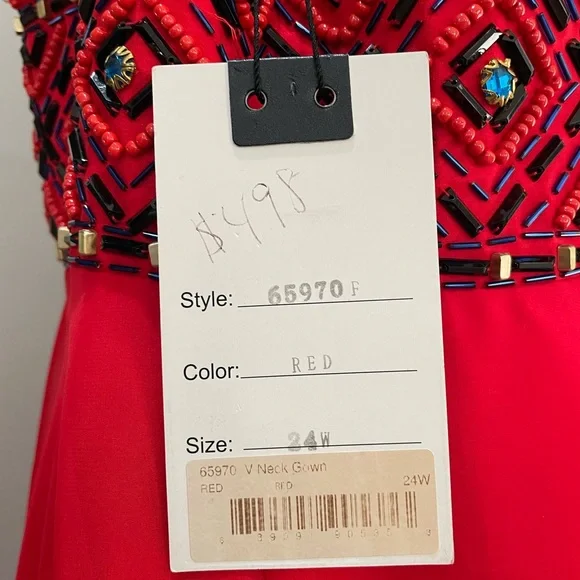 $498
Style: 65970 F
Color: RED
Size: 24W
65970 V Neck Gown
RED RED 24W